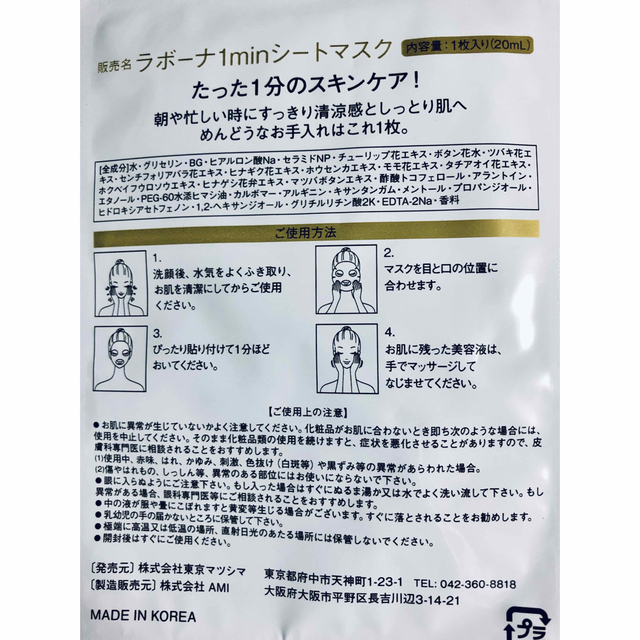 販売名 ラボーナ1minシートマスク 内容量：1枚入り(20mL)
たった1分のスキンケア！
朝や忙しい時にすっきり清涼感としっとり肌へ
めんどうなお手入れはこれ1枚。
[全成分]水・グリセリン・BG・ヒアルロン酸Na・セラミドNP・チューリップ花エキス・ボタン花水・ツバキ花エ
キス・センチフォリアバラ花エキス・ヒナギク花エキス・ホウセンカエキス・モモ花エキス・タチアオイ花エキス・
ホクベイフウロソウエキス・ヒナゲシ花弁エキス・マツバボタンエキス・酢酸トコフェロール・アラントイン・
エタノール・PEG-60水添ヒマシ油・カルボマー・アルギニン・キサンタンガム・メントール・プロパンジオール・
ヒドロキシアセトフェノン・1,2-ヘキサンジオール・グリチルリチン酸2K・EDTA-2Na・香料
ご使用方法
1.
洗顔後、水気をよくふき取り、
お肌を清潔にしてからご使用
ください。
2.
マスクを目と口の位置に
合わせます。
3.
ぴったり貼り付けて1分ほど
おいてください。
4.
お肌に残った美容液は、
手でマッサージして
なじませてください。
【ご使用上の注意】
●お肌に異常が生じていないかよく注意してください。化粧品がお肌に合わないとき即ち次のような場合には、
使用を中止してください。そのまま化粧品類の使用を続けますと、症状を悪化させることがありますので、皮
膚科専門医に相談されることをおすすめします。
(1)使用中、赤味、はれ、かゆみ、刺激、色抜け（白斑等）や黒ずみ等の異常があらわれた場合。
(2)傷やはれもの、しっしん等、異常のある部位にはお使いにならないで下さい。
●眼に入らぬようにご注意下さい。もし入った場合はすぐにぬるま湯か又は水でよく洗い流して下さい。もし
異常がある場合、眼科専門医等にご相談されることをおすすめします。
●中の液が服や畳にこぼれますと黄変等生じる場合がございます。すぐに落とされることをお勧めします。
●乳幼児の手の届かないところに保管して下さい。
●極端に高温又は低温の場所、直射日光のあたる場所には保管しないでください。
●開封後はすぐにご使用ください。
〔発売元〕株式会社東京マツシマ 東京都府中市天神町1-23-1 TEL: 042-360-8818
〔製造販売元〕株式会社 AMI 大阪府大阪市平野区長吉川辺3-14-21
MADE IN KOREA
プラ